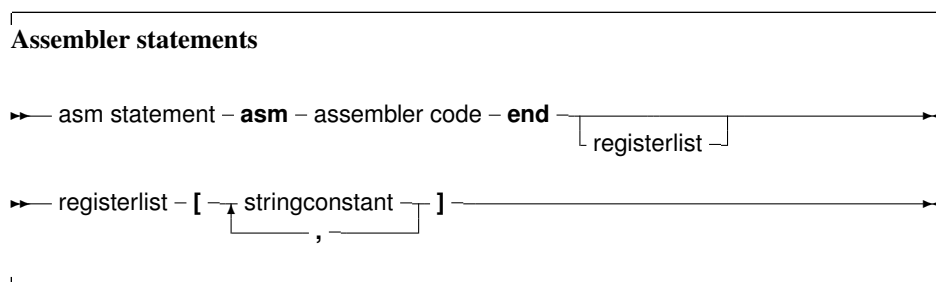 Assembler statements
asm statement – asm – assembler code – end
registerlist
registerlist – [ stringconstant ]
,